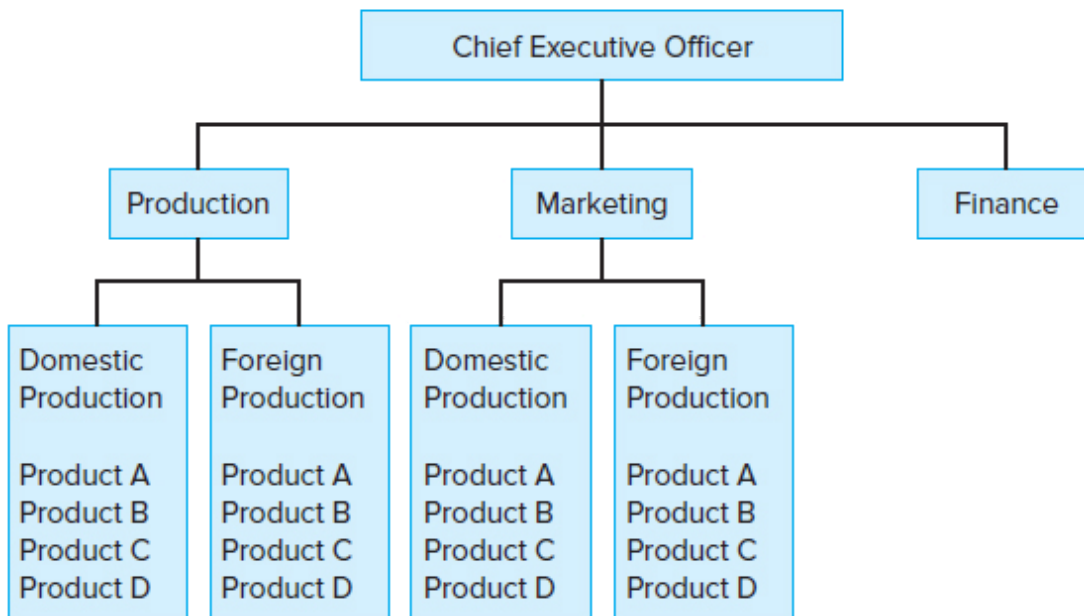 Chief Executive Officer
Production
Marketing
Finance
Domestic
Production
Product A
Product B
Product C
Product D
Foreign
Production
Product A
Product B
Product C
Product D
Domestic
Production
Product A
Product B
Product C
Product D
Foreign
Production
Product A
Product B
Product C
Product D